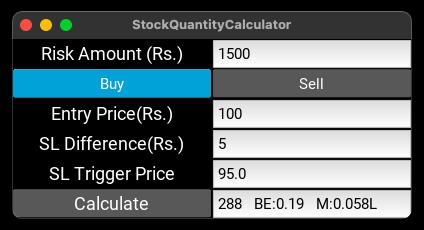 StockQuantityCalculator
Risk Amount (Rs.) 1500
Buy Sell
Entry Price(Rs.) 100
SL Difference(Rs.) 5
SL Trigger Price 95.0
Calculate 288 BE:0.19 M:0.058L